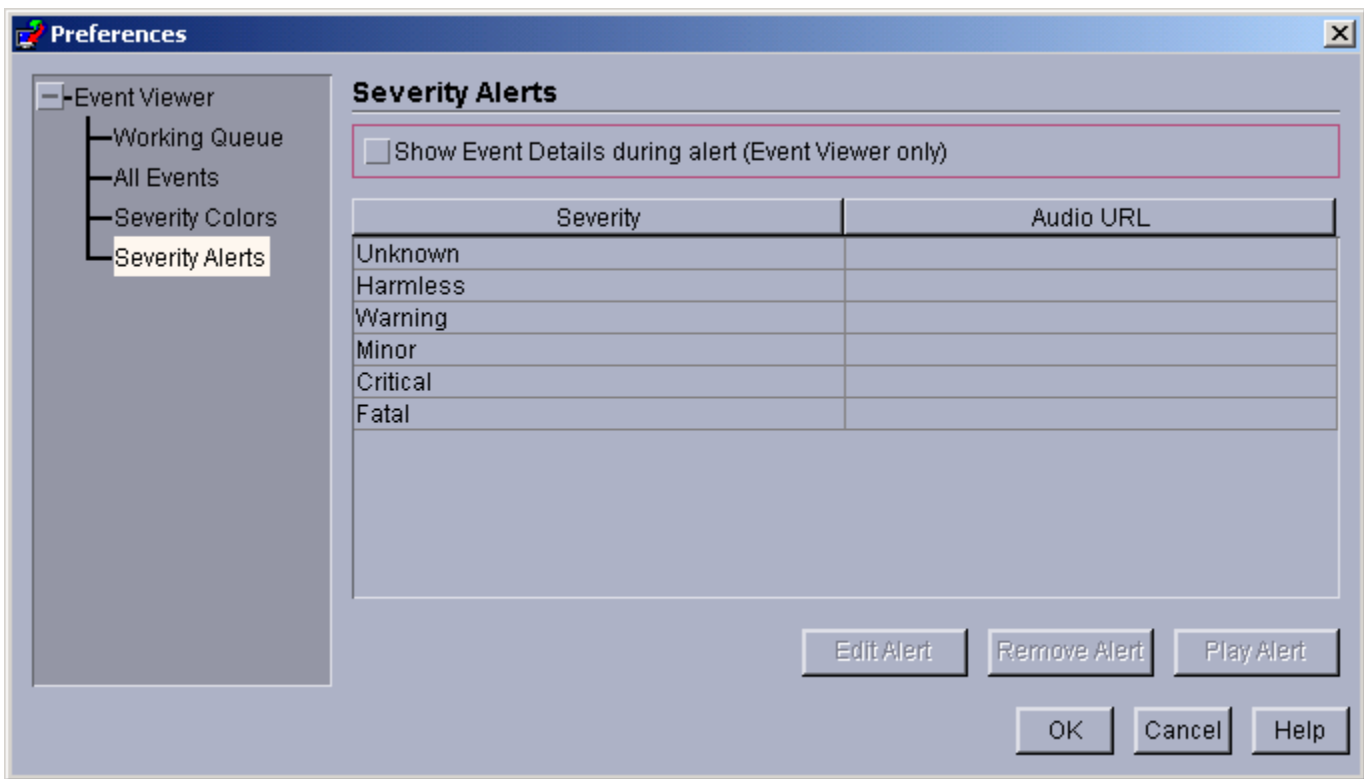 Preferences
Event Viewer
Working Queue
All Events
Severity Colors
Severity Alerts
Severity Alerts
Show Event Details during alert (Event Viewer only)
Severity Audio URL
Unknown
Harmless
Warning
Minor
Critical
Fatal
Edit Alert Remove Alert Play Alert
OK Cancel Help